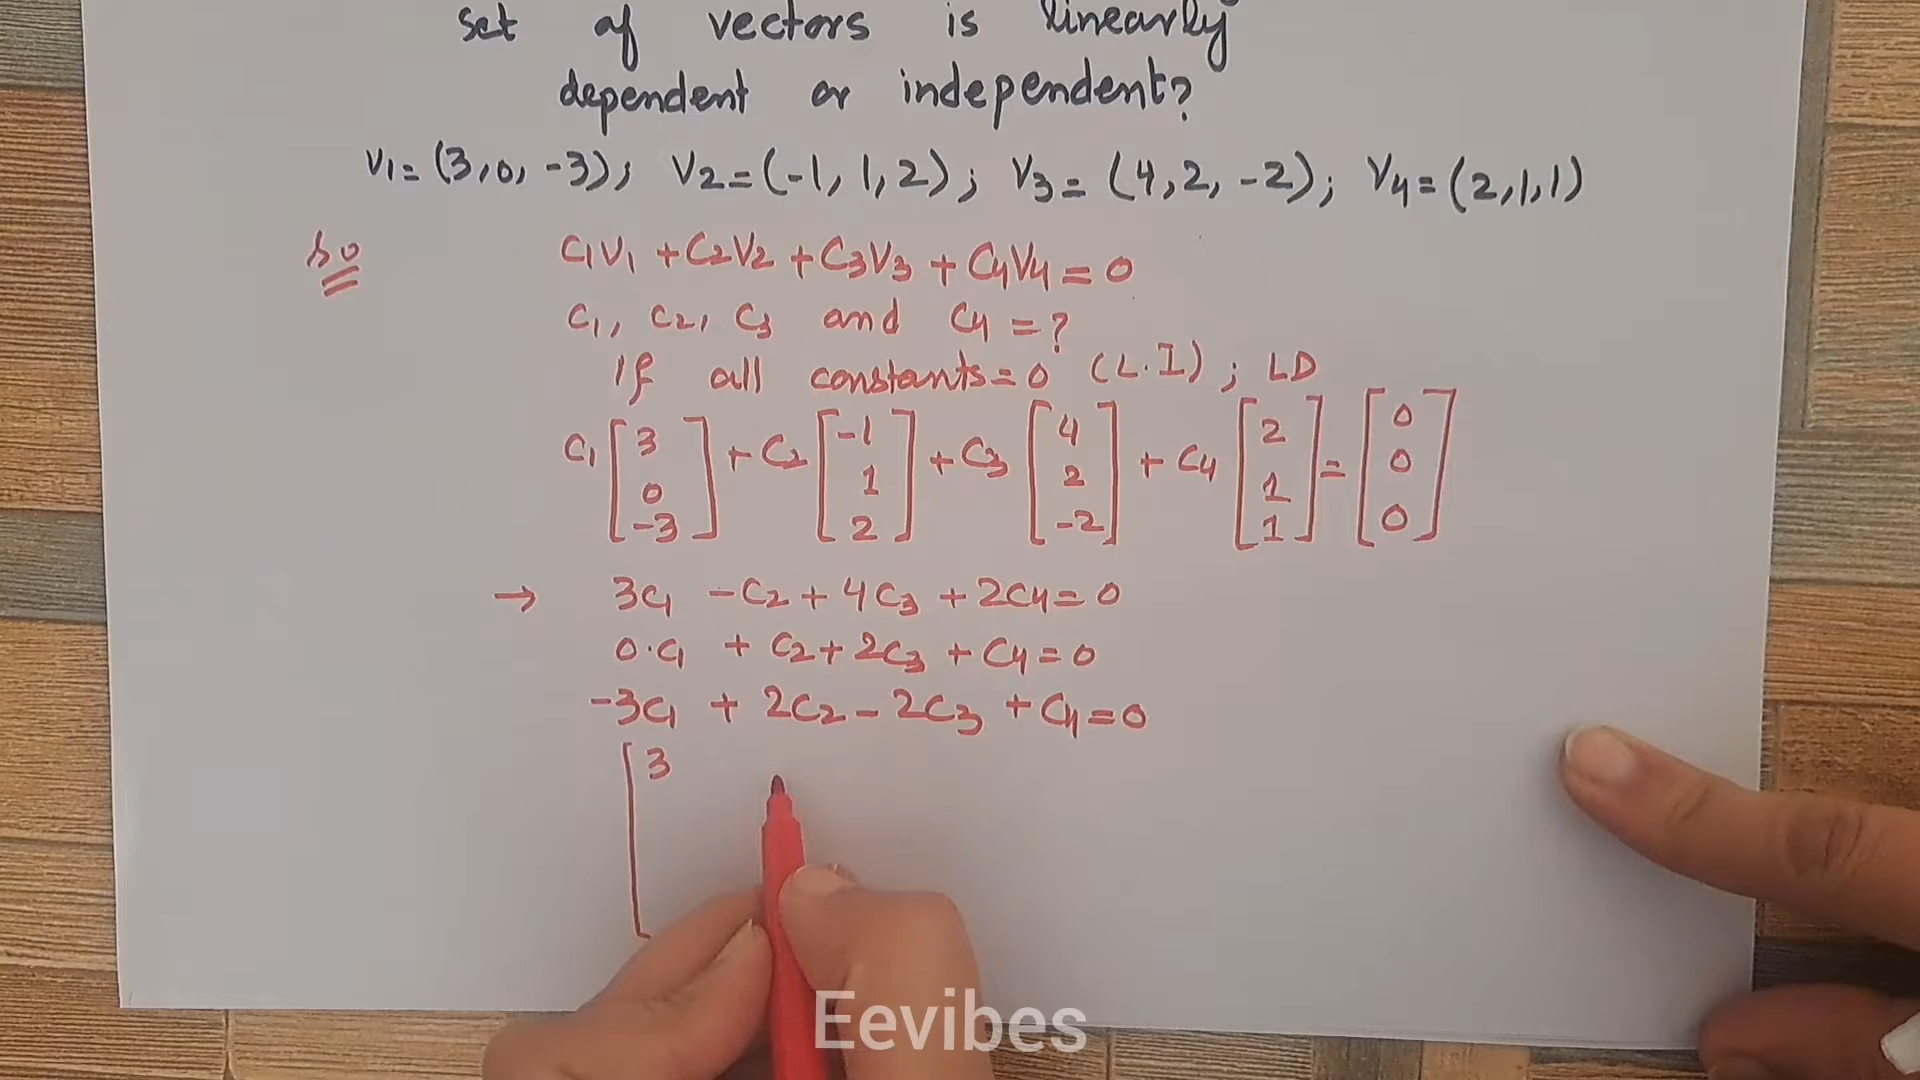 set of vectors is linearly
dependent or independent?
V1=(3,0,-3); V2=(-1,1,2); V3=(4,2,-2); V4=(2,1,1)
C1V1+C2V2+C3V3+C4V4=0
C1, C2, C3 and C4=?
If all constants=0 (L.I); LD
C1[3 0 -3]+C2[-1 1 2]+C3[4 2 -2]+C4[2 1 1]=[0 0 0]
→ 3C1-C2+4C3+2C4=0
0·C1+C2+2C3+C4=0
-3C1+2C2-2C3+C4=0
[3
Eevibes